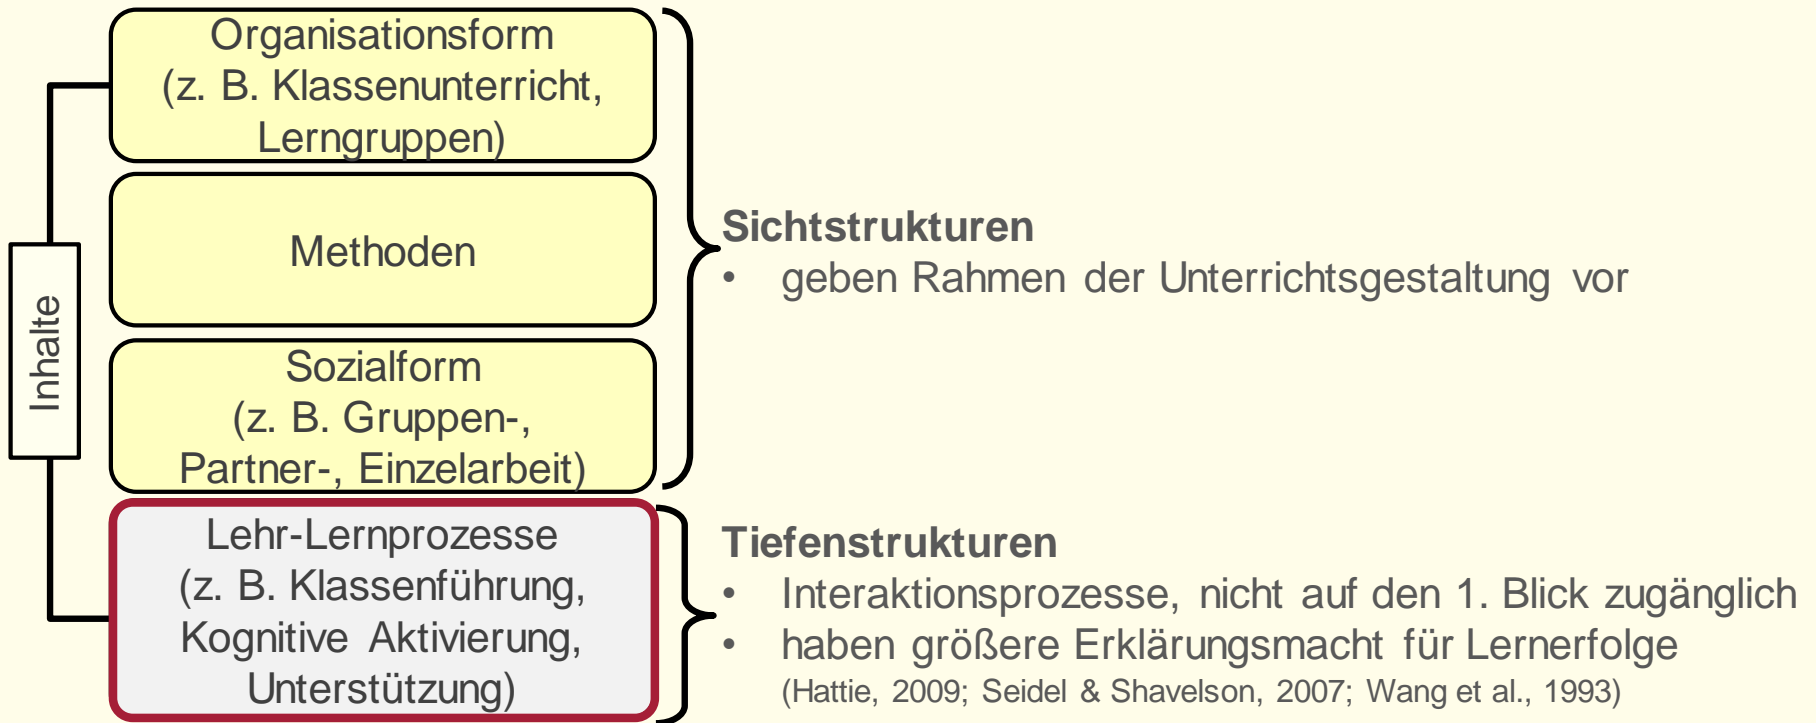 Organisationsform
(z. B. Klassenunterricht,
Lerngruppen)
Methoden
Sozialform
(z. B. Gruppen-,
Partner-, Einzelarbeit)
Inhalte
Sichtstrukturen
• geben Rahmen der Unterrichtsgestaltung vor
Lehr-Lernprozesse
(z. B. Klassenführung,
Kognitive Aktivierung,
Unterstützung)
Tiefenstrukturen
• Interaktionsprozesse, nicht auf den 1. Blick zugänglich
• haben größere Erklärungsmacht für Lernerfolge
(Hattie, 2009; Seidel & Shavelson, 2007; Wang et al., 1993)